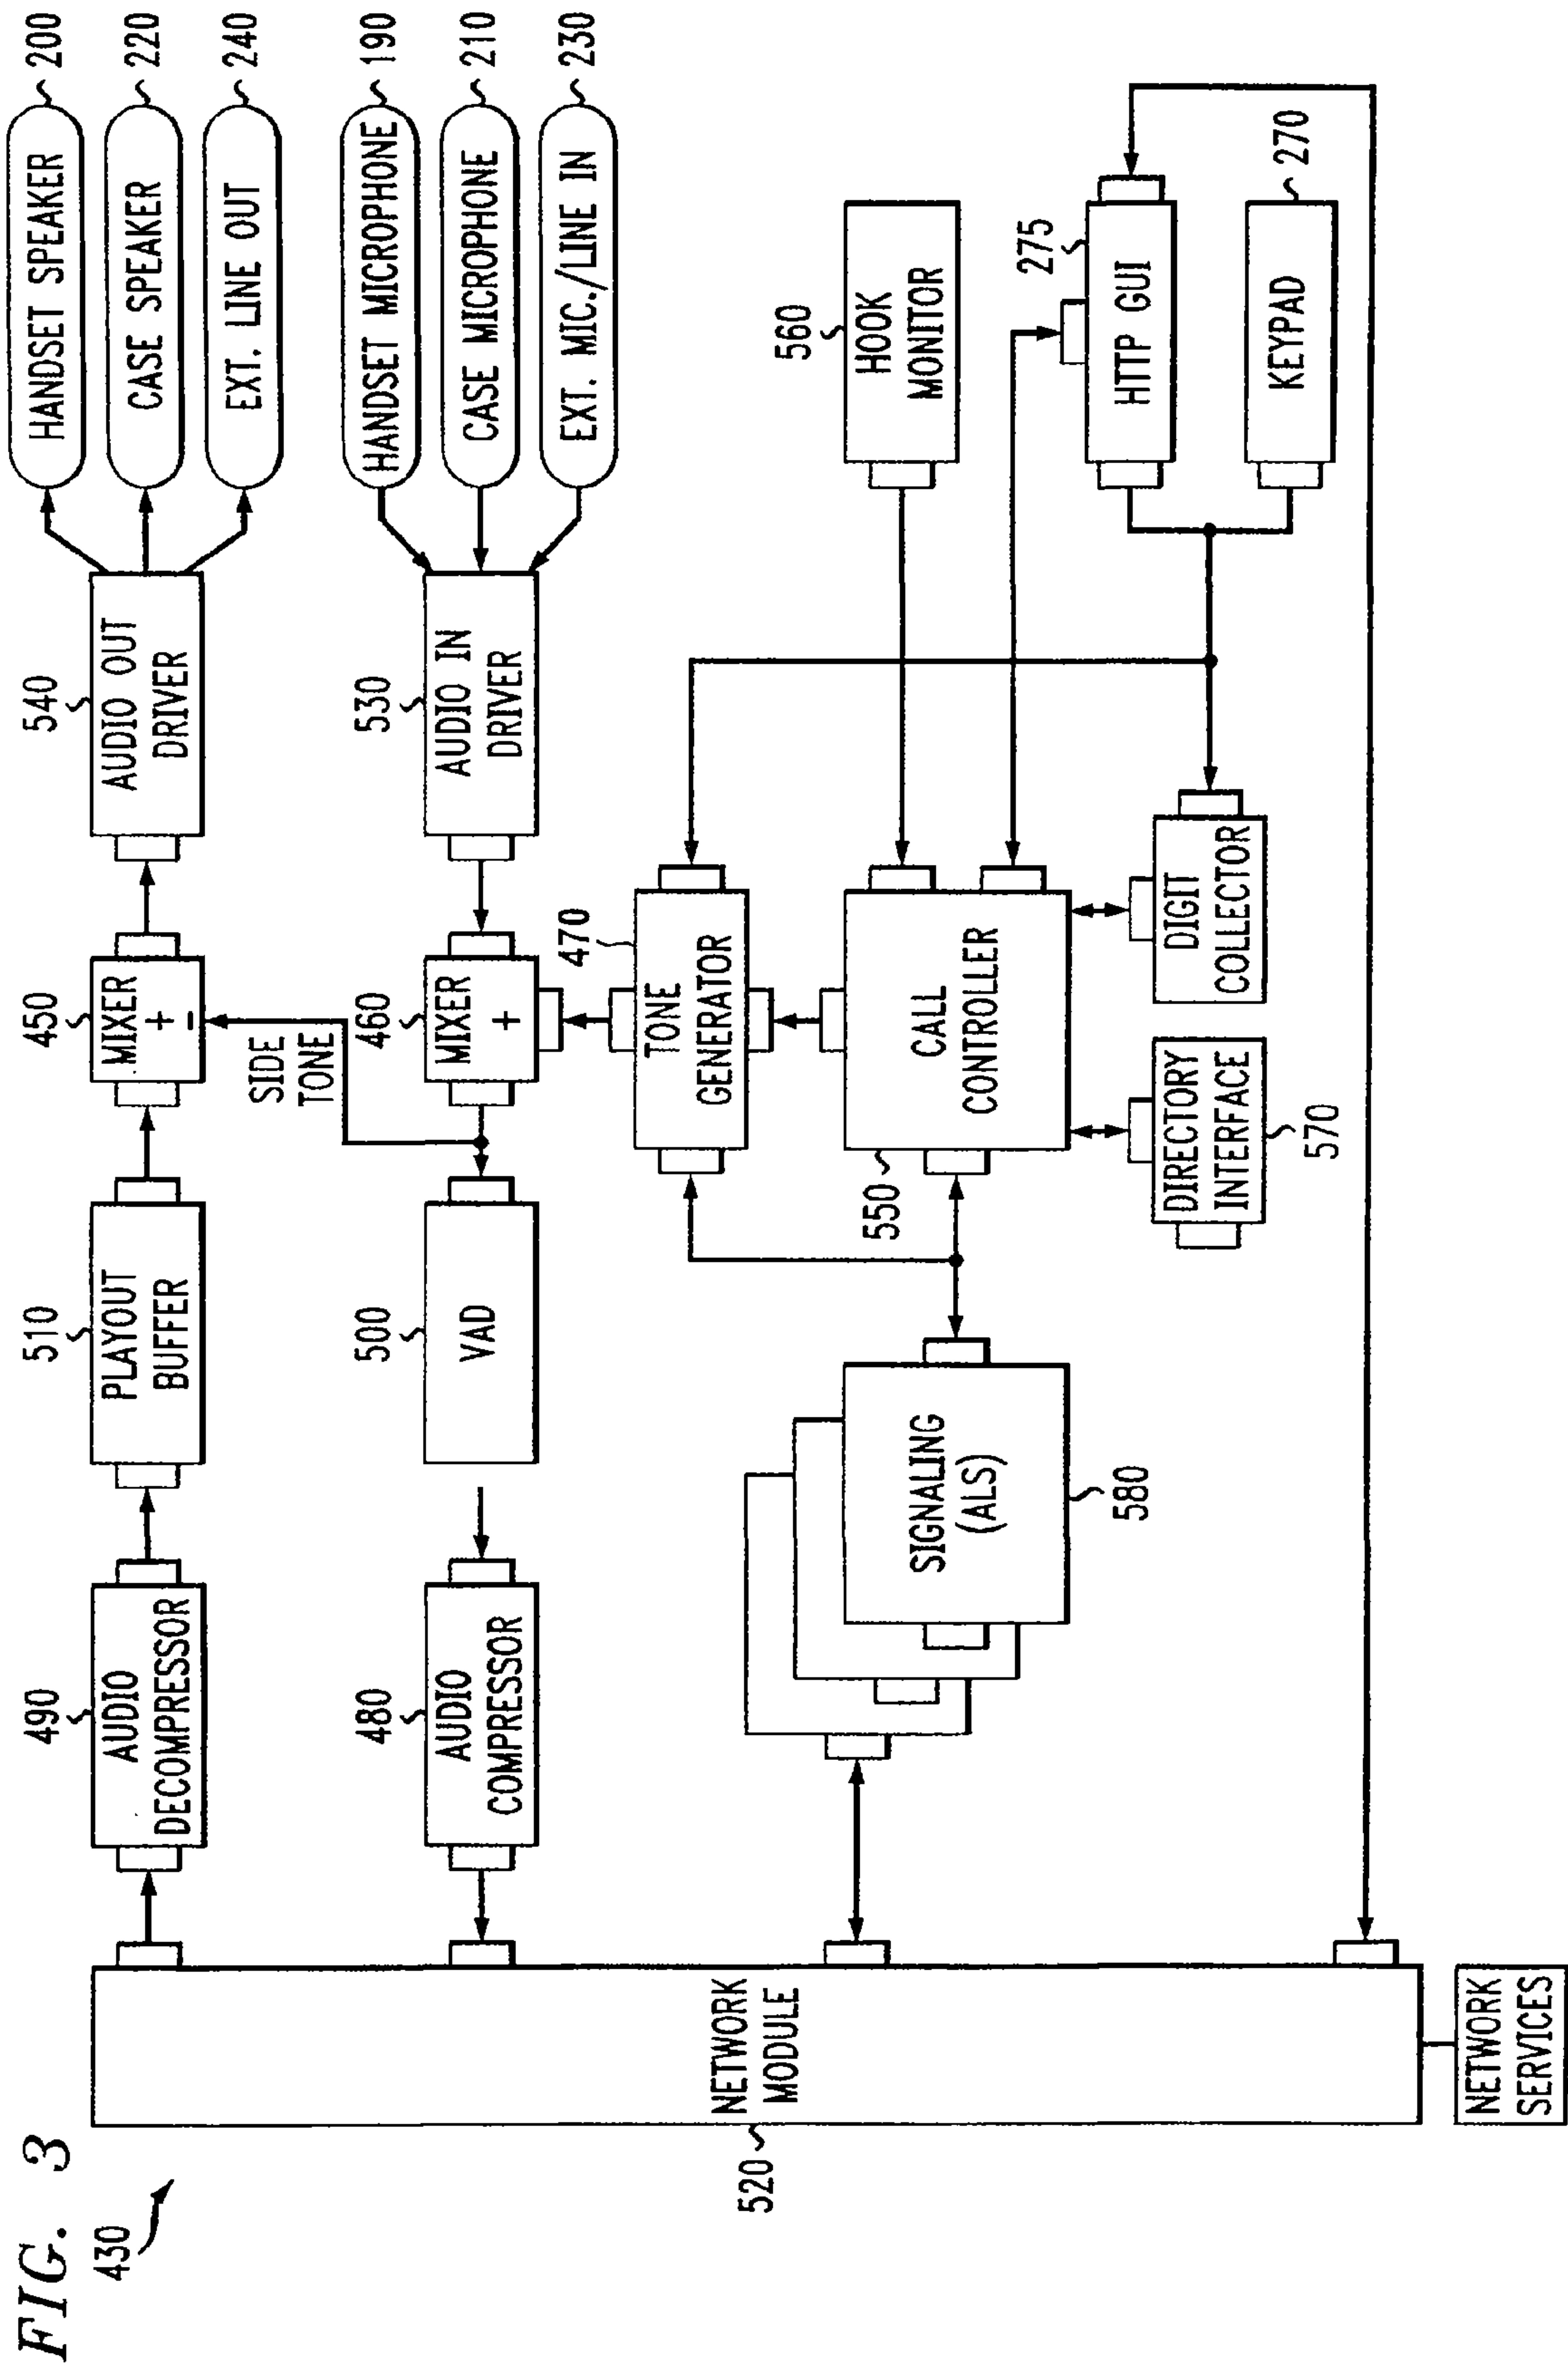 FIG. 3
430
490
AUDIO
DECOMPRESSOR
510
PLAYOUT
BUFFER
450
MIXER
+
−
540
AUDIO OUT
DRIVER
HANDSET SPEAKER
200
CASE SPEAKER
220
EXT. LINE OUT
240
SIDE
TONE
480
AUDIO
COMPRESSOR
500
VAD
460
MIXER
+
530
AUDIO IN
DRIVER
HANDSET MICROPHONE
190
CASE MICROPHONE
210
EXT. MIC./LINE IN
230
470
TONE
GENERATOR
520
NETWORK
MODULE
SIGNALING
(ALS)
580
550
CALL
CONTROLLER
560
HOOK
MONITOR
275
HTTP GUI
KEYPAD
270
DIRECTORY
INTERFACE
570
DIGIT
COLLECTOR
NETWORK
SERVICES